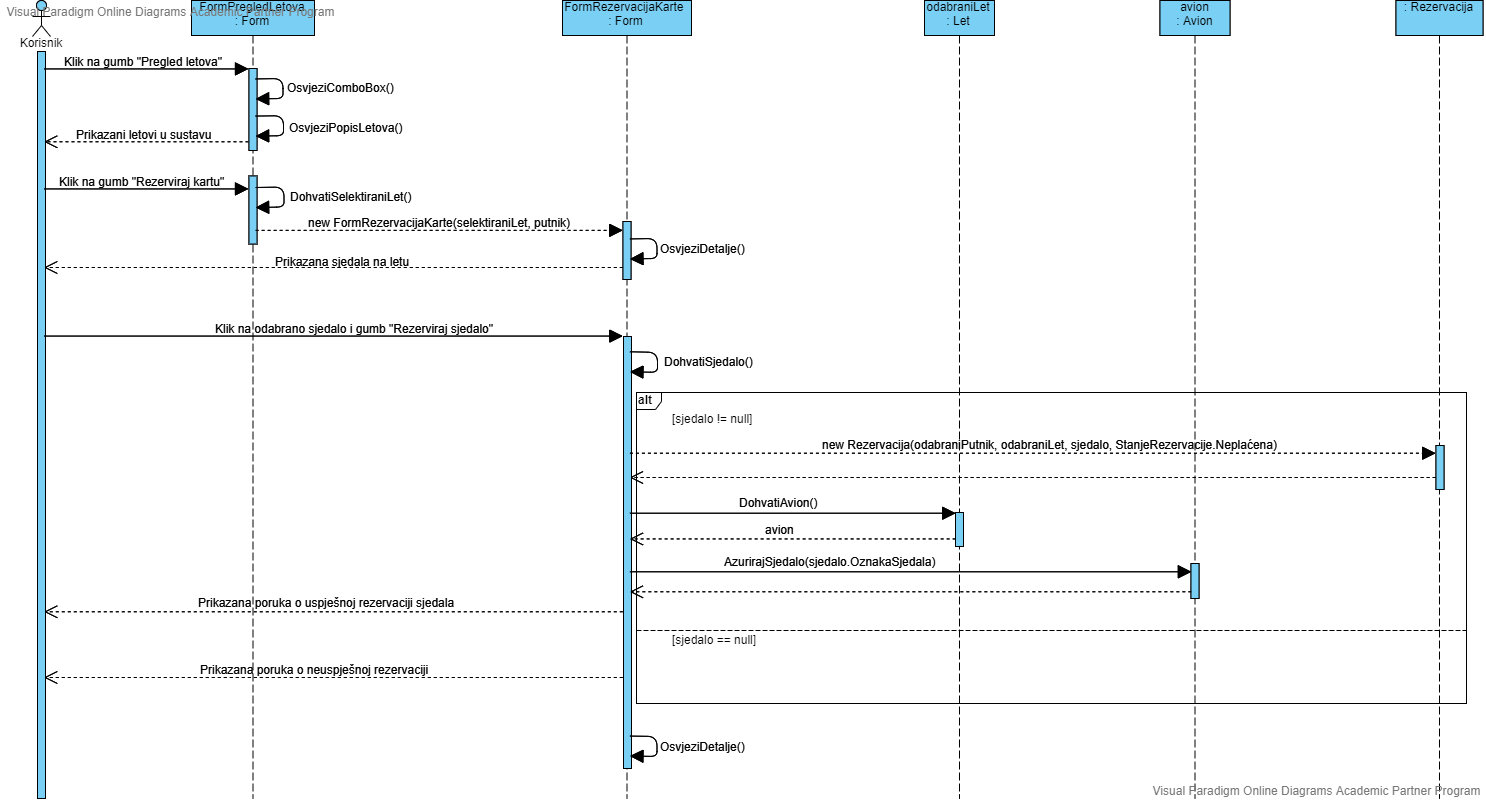 Visual Paradigm Online Diagrams Academic Partner Program
FormPregledLetova
: Form
FormRezervacijaKarte
: Form
odabraniLet
: Let
avion
: Avion
: Rezervacija
Korisnik
Klik na gumb "Pregled letova"
OsvjeziComboBox()
OsvjeziPopisLetova()
Prikazani letovi u sustavu
Klik na gumb "Rezerviraj kartu"
DohvatiSelektiraniLet()
new FormRezervacijaKarte(selektiraniLet, putnik)
OsvjeziDetalje()
Prikazana sjedala na letu
Klik na odabrano sjedalo i gumb "Rezerviraj sjedalo"
DohvatiSjedalo()
alt
[sjedalo != null]
new Rezervacija(odabraniPutnik, odabraniLet, sjedalo, StanjeRezervacije.Neplaćena)
DohvatiAvion()
avion
AzurirajSjedalo(sjedalo.OznakaSjedala)
Prikazana poruka o uspješnoj rezervaciji sjedala
[sjedalo == null]
Prikazana poruka o neuspješnoj rezervaciji
OsvjeziDetalje()
Visual Paradigm Online Diagrams Academic Partner Program